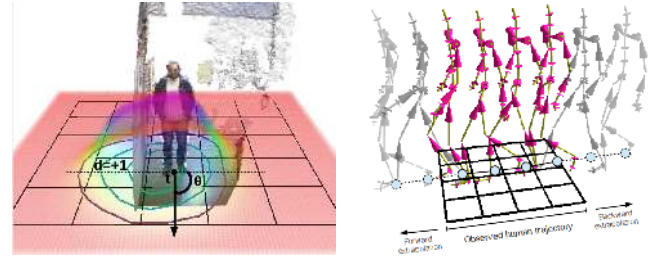 d=+1
τ
θ
Forward
extrapolation
Observed human trajectory
Backward
extrapolation